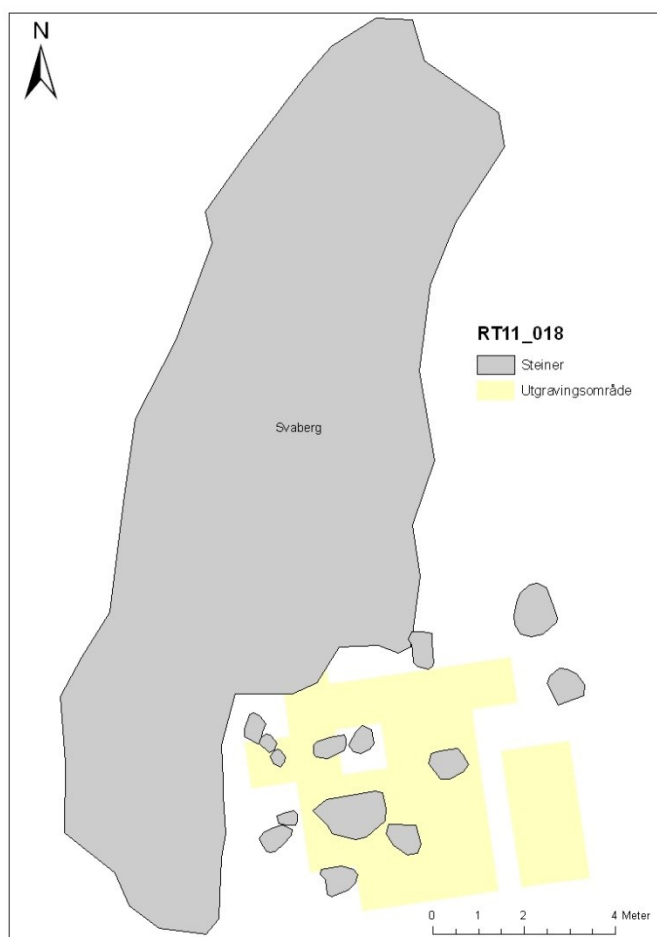 N
Svaberg
RT11_018
Steiner
Utgravingsområde
0 1 2 4 Meter